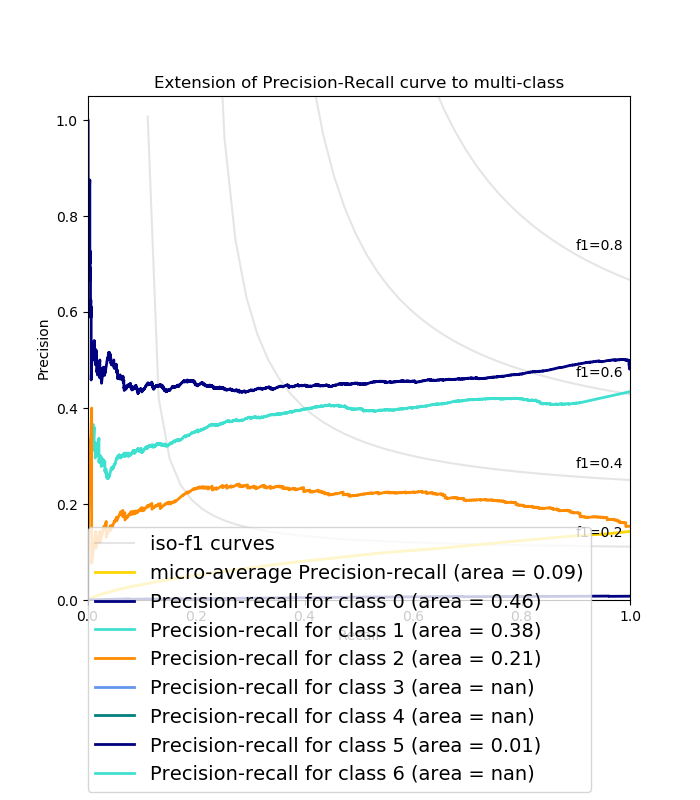 Extension of Precision-Recall curve to multi-class
1.0
0.8
0.6
0.4
0.2
0.0
Precision
f1=0.8
f1=0.6
f1=0.4
f1=0.2
0.0 0.2 0.4 0.6 0.8 1.0
Recall
iso-f1 curves
micro-average Precision-recall (area = 0.09)
Precision-recall for class 0 (area = 0.46)
Precision-recall for class 1 (area = 0.38)
Precision-recall for class 2 (area = 0.21)
Precision-recall for class 3 (area = nan)
Precision-recall for class 4 (area = nan)
Precision-recall for class 5 (area = 0.01)
Precision-recall for class 6 (area = nan)